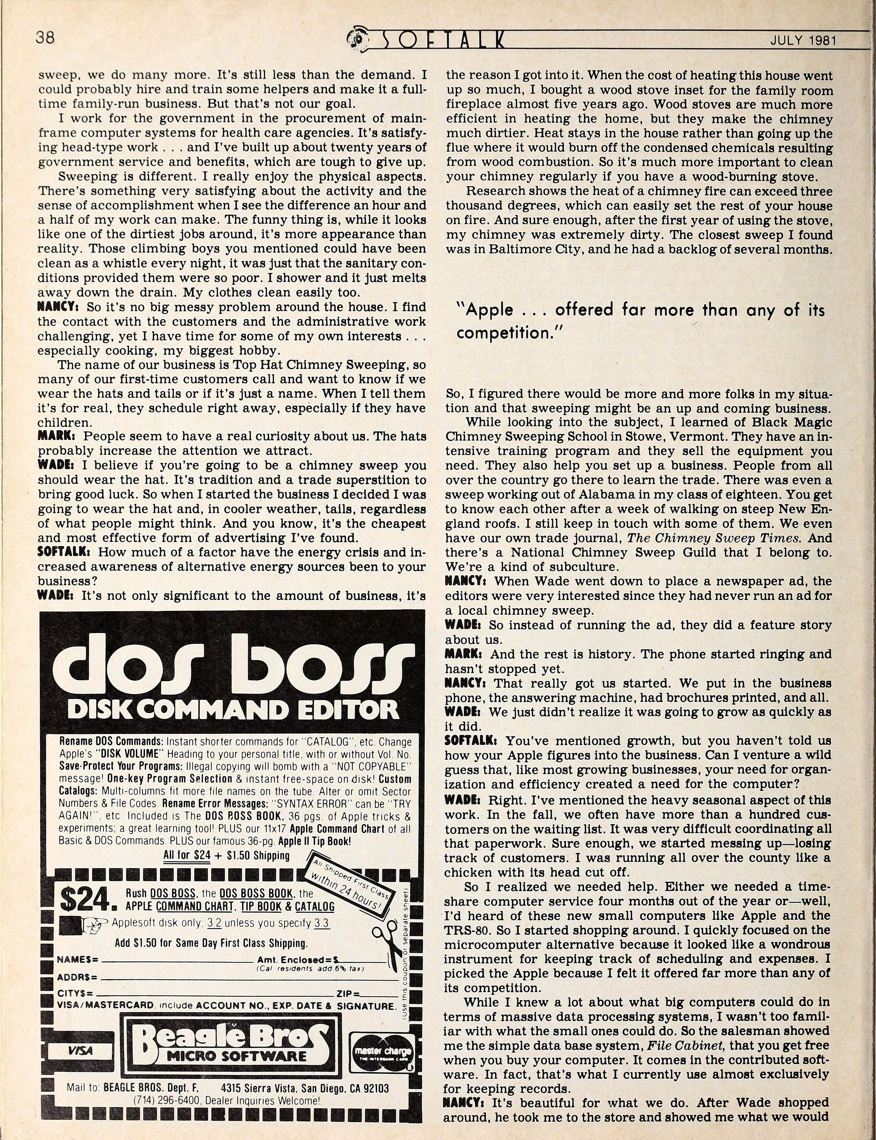 38
SOFTALK
JULY 1981
sweep, we do many more. It's still less than the demand. I
could probably hire and train some helpers and make it a full-
time family-run business. But that's not our goal.
I work for the government in the procurement of main-
frame computer systems for health care agencies. It's satisfy-
ing head-type work . . . and I've built up about twenty years of
government service and benefits, which are tough to give up.
Sweeping is different. I really enjoy the physical aspects.
There's something very satisfying about the activity and the
sense of accomplishment when I see the difference an hour and
a half of my work can make. The funny thing is, while it looks
like one of the dirtiest jobs around, it's more appearance than
reality. Those climbing boys you mentioned could have been
clean as a whistle every night, it was just that the sanitary con-
ditions provided them were so poor. I shower and it just melts
away down the drain. My clothes clean easily too.
NANCY: So it's no big messy problem around the house. I find
the contact with the customers and the administrative work
challenging, yet I have time for some of my own interests . . .
especially cooking, my biggest hobby.
The name of our business is Top Hat Chimney Sweeping, so
many of our first-time customers call and want to know if we
wear the hats and tails or if it's just a name. When I tell them
it's for real, they schedule right away, especially if they have
children.
MARK: People seem to have a real curiosity about us. The hats
probably increase the attention we attract.
WADE: I believe if you're going to be a chimney sweep you
should wear the hat. It's tradition and a trade superstition to
bring good luck. So when I started the business I decided I was
going to wear the hat and, in cooler weather, tails, regardless
of what people might think. And you know, it's the cheapest
and most effective form of advertising I've found.
SOFTALK: How much of a factor have the energy crisis and in-
creased awareness of alternative energy sources been to your
business?
WADE: It's not only significant to the amount of business, it's
dos boss
DISK COMMAND EDITOR
Rename DOS Commands: Instant shorter commands for "CATALOG", etc. Change
Apple's "DISK VOLUME" Heading to your personal title, with or without Vol. No.
Save-Protect Your Programs: Illegal copying will bomb with a "NOT COPYABLE"
message! One-key Program Selection & instant free-space on disk! Custom
Catalogs: Multi-columns fit more file names on the tube. Alter or omit Sector
Numbers & File Codes. Rename Error Messages: "SYNTAX ERROR" can be "TRY
AGAIN!", etc. Included is The DOS BOSS BOOK, 36 pgs. of Apple tricks &
experiments; a great learning tool! PLUS our 11x17 Apple Command Chart of all
Basic & DOS Commands. PLUS our famous 36-pg. Apple II Tip Book!
All for $24 + $1.50 Shipping
All Shipped First Class
within 24 hours!
$24. Rush DOS BOSS, the DOS BOSS BOOK, the
APPLE COMMAND CHART, TIP BOOK & CATALOG
Applesoft disk only; 3.2 unless you specify 3.3
Add $1.50 for Same Day First Class Shipping.
NAME$= Amt. Enclosed=$
(Cal residents add 6% tax)
ADDR$=
CITY$= ZIP=
VISA/MASTERCARD, include ACCOUNT NO., EXP. DATE & SIGNATURE.
(use this coupon or separate sheet)
VISA
Beagle Bros
MICRO SOFTWARE
master charge
THE INTERBANK CARD
Mail to: BEAGLE BROS. Dept. F, 4315 Sierra Vista, San Diego, CA 92103
(714) 296-6400, Dealer Inquiries Welcome!
the reason I got into it. When the cost of heating this house went
up so much, I bought a wood stove inset for the family room
fireplace almost five years ago. Wood stoves are much more
efficient in heating the home, but they make the chimney
much dirtier. Heat stays in the house rather than going up the
flue where it would burn off the condensed chemicals resulting
from wood combustion. So it's much more important to clean
your chimney regularly if you have a wood-burning stove.
Research shows the heat of a chimney fire can exceed three
thousand degrees, which can easily set the rest of your house
on fire. And sure enough, after the first year of using the stove,
my chimney was extremely dirty. The closest sweep I found
was in Baltimore City, and he had a backlog of several months.
"Apple . . . offered far more than any of its
competition."
So, I figured there would be more and more folks in my situa-
tion and that sweeping might be an up and coming business.
While looking into the subject, I learned of Black Magic
Chimney Sweeping School in Stowe, Vermont. They have an in-
tensive training program and they sell the equipment you
need. They also help you set up a business. People from all
over the country go there to learn the trade. There was even a
sweep working out of Alabama in my class of eighteen. You get
to know each other after a week of walking on steep New En-
gland roofs. I still keep in touch with some of them. We even
have our own trade journal, The Chimney Sweep Times. And
there's a National Chimney Sweep Guild that I belong to.
We're a kind of subculture.
NANCY: When Wade went down to place a newspaper ad, the
editors were very interested since they had never run an ad for
a local chimney sweep.
WADE: So instead of running the ad, they did a feature story
about us.
MARK: And the rest is history. The phone started ringing and
hasn't stopped yet.
NANCY: That really got us started. We put in the business
phone, the answering machine, had brochures printed, and all.
WADE: We just didn't realize it was going to grow as quickly as
it did.
SOFTALK: You've mentioned growth, but you haven't told us
how your Apple figures into the business. Can I venture a wild
guess that, like most growing businesses, your need for organ-
ization and efficiency created a need for the computer?
WADE: Right. I've mentioned the heavy seasonal aspect of this
work. In the fall, we often have more than a hundred cus-
tomers on the waiting list. It was very difficult coordinating all
that paperwork. Sure enough, we started messing up—losing
track of customers. I was running all over the county like a
chicken with its head cut off.
So I realized we needed help. Either we needed a time-
share computer service four months out of the year or—well,
I'd heard of these new small computers like Apple and the
TRS-80. So I started shopping around. I quickly focused on the
microcomputer alternative because it looked like a wondrous
instrument for keeping track of scheduling and expenses. I
picked the Apple because I felt it offered far more than any of
its competition.
While I knew a lot about what big computers could do in
terms of massive data processing systems, I wasn't too famil-
iar with what the small ones could do. So the salesman showed
me the simple data base system, File Cabinet, that you get free
when you buy your computer. It comes in the contributed soft-
ware. In fact, that's what I currently use almost exclusively
for keeping records.
NANCY: It's beautiful for what we do. After Wade shopped
around, he took me to the store and showed me what we would